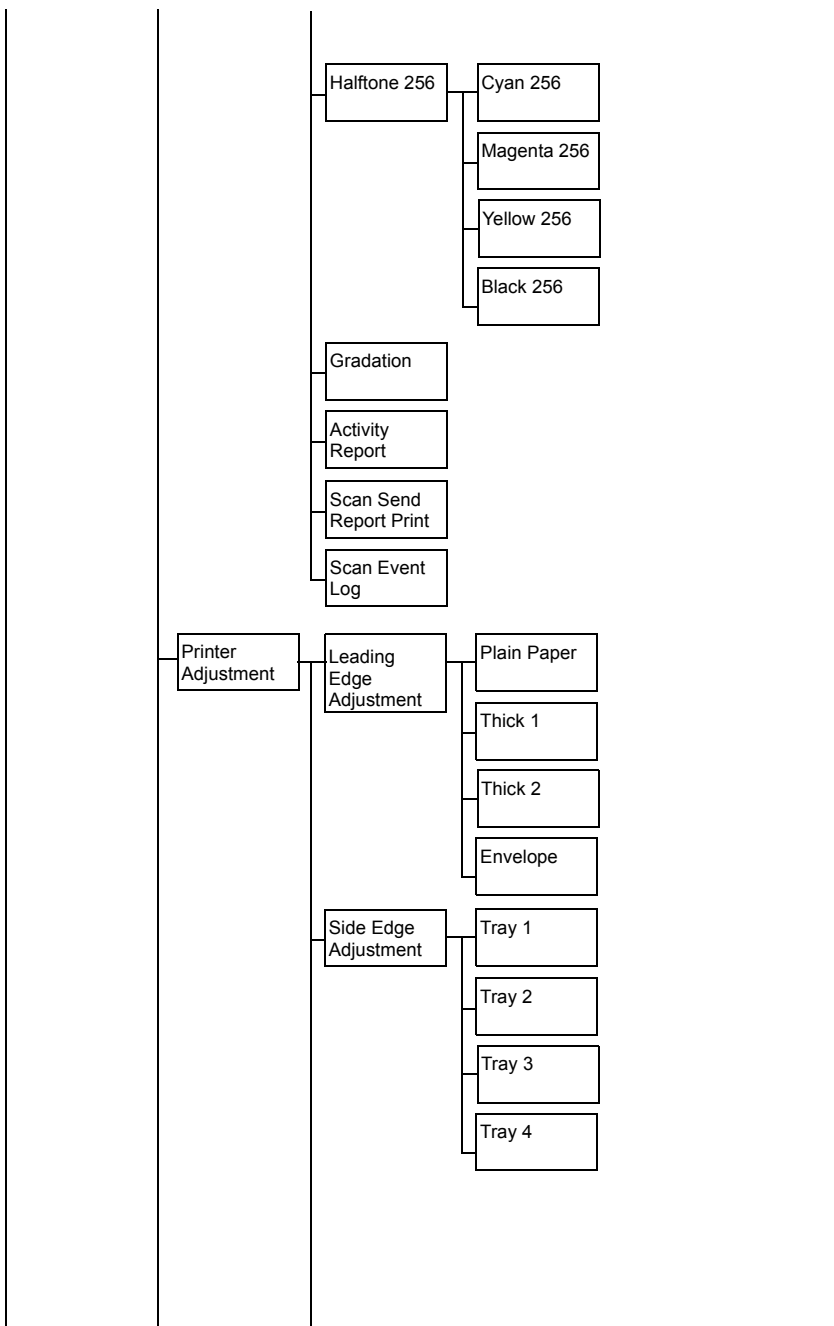 Halftone 256
Cyan 256
Magenta 256
Yellow 256
Black 256
Gradation
Activity
Report
Scan Send
Report Print
Scan Event
Log
Printer
Adjustment
Leading
Edge
Adjustment
Plain Paper
Thick 1
Thick 2
Envelope
Side Edge
Adjustment
Tray 1
Tray 2
Tray 3
Tray 4